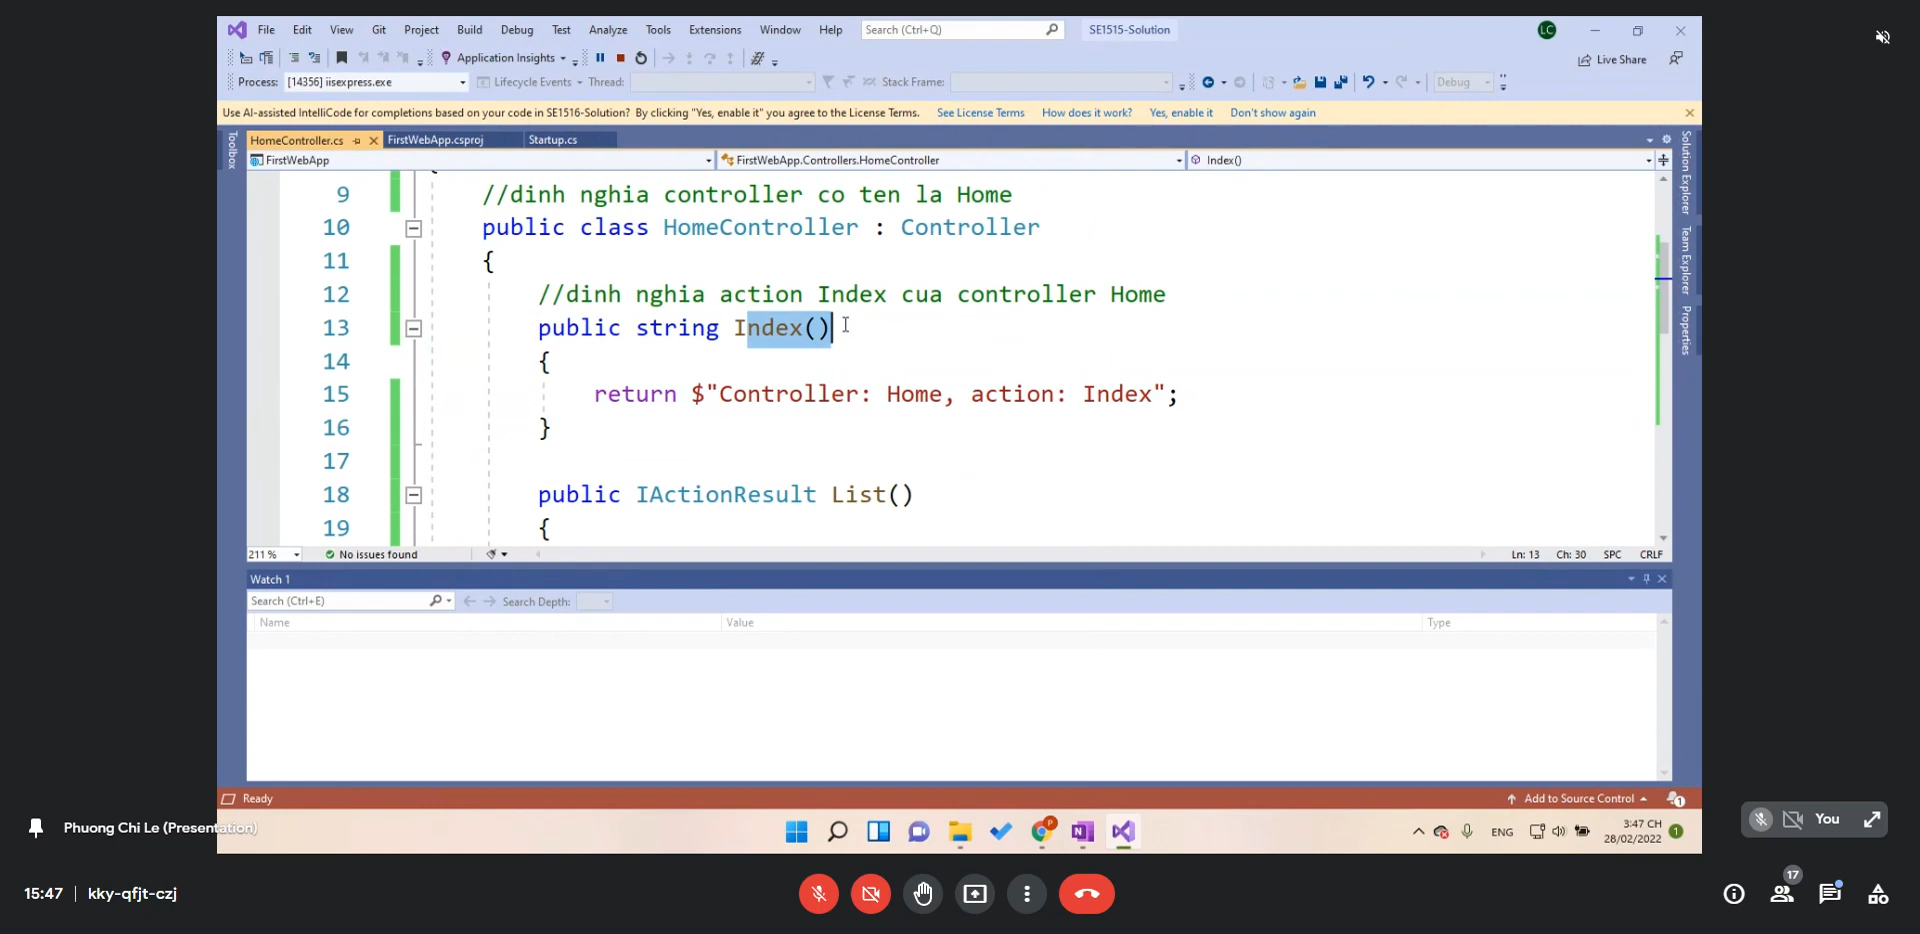 File Edit View Git Project Build Debug Test Analyze Tools Extensions Window Help Search (Ctrl+Q) SE1515-Solution LC
Application Insights
Live Share
Process: [14356] iisexpress.exe Lifecycle Events Thread: Stack Frame: Debug
Use AI-assisted IntelliCode for completions based on your code in SE1516-Solution? By clicking "Yes, enable it" you agree to the License Terms. See License Terms How does it work? Yes, enable it Don't show again
Toolbox
HomeController.cs FirstWebApp.csproj Startup.cs
FirstWebApp FirstWebApp.Controllers.HomeController Index()
Solution Explorer
Team Explorer
Properties
9 //dinh nghia controller co ten la Home
10 public class HomeController : Controller
11 {
12 //dinh nghia action Index cua controller Home
13 public string Index()
14 {
15 return $"Controller: Home, action: Index";
16 }
17
18 public IActionResult List()
19 {
211 % No issues found Ln: 13 Ch: 30 SPC CRLF
Watch 1
Search (Ctrl+E) Search Depth:
Name Value Type
Ready Add to Source Control 1
Phuong Chi Le (Presentation)
P
N
ENG
3:47 CH
28/02/2022
1
You
15:47 | kky-qfjt-czj
17